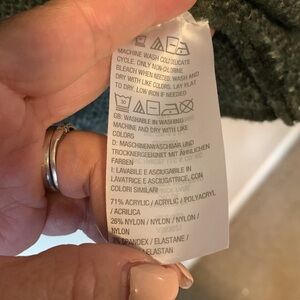 MACHINE WASH COLD DELICATE
CYCLE. ONLY NON-CHLORINE
BLEACH WHEN NEEDED. WASH AND
DRY WITH LIKE COLORS. LAY FLAT
TO DRY. LOW IRON IF NEEDED
30
GB: WASHABLE IN WASHING
MACHINE AND DRY WITH LIKE
COLORS
D: MASCHINENWASCHBAR UND
TROCKNERGEEIGNET MIT ÄHNLICHEN
FARBEN
I: LAVABILE E ASCIUGABILE IN
LAVATRICE E ASCIUGATRICE, CON
COLORI SIMILARI
71% ACRYLIC / ACRYLIC / POLYACRYL
/ ACRILICA
26% NYLON / NYLON / NYLON /
NYLON
SPANDEX / ELASTANE /
ELASTAN